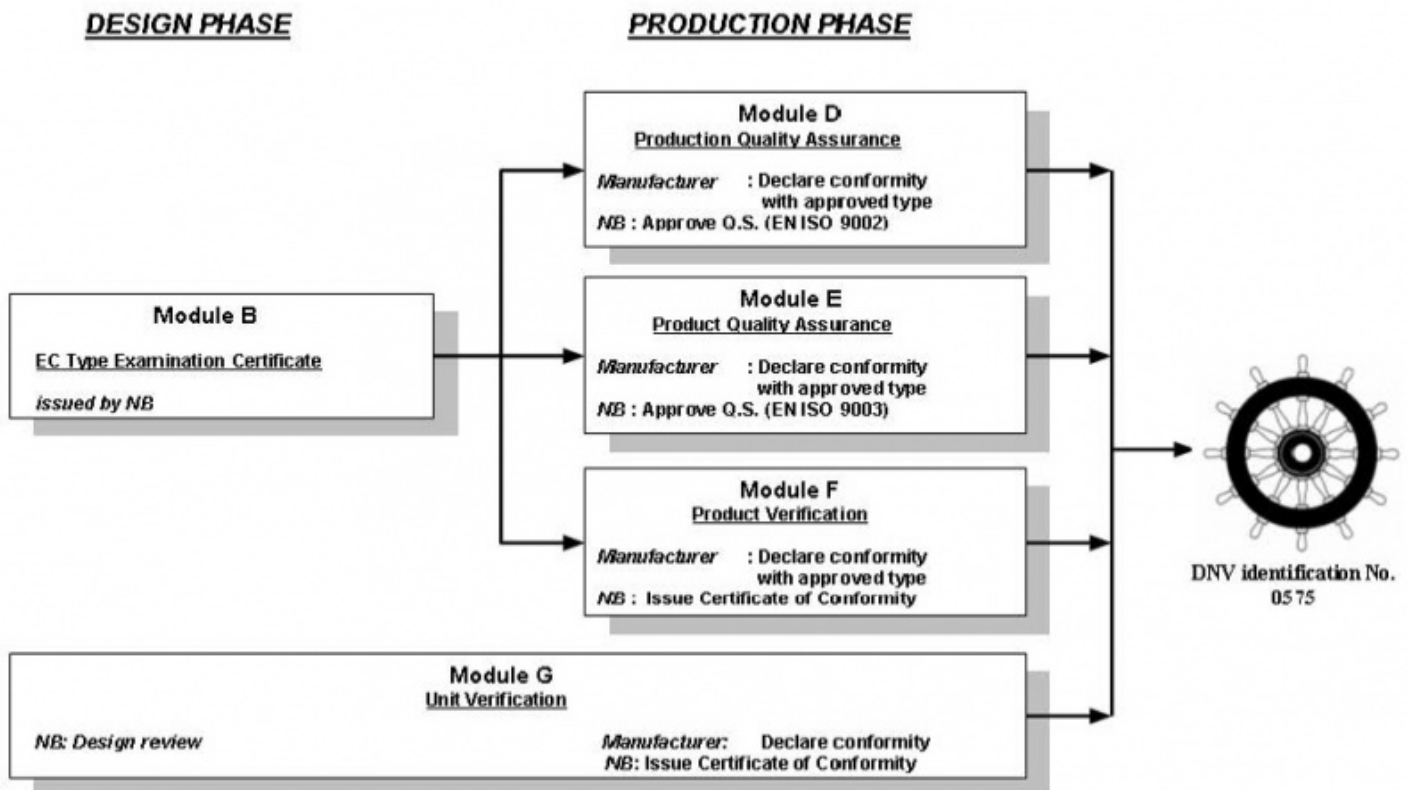 DESIGN PHASE
PRODUCTION PHASE
Module D
Production Quality Assurance
Manufacturer : Declare conformity
with approved type
NB : Approve Q.S. (EN ISO 9002)
Module B
EC Type Examination Certificate
issued by NB
Module E
Product Quality Assurance
Manufacturer : Declare conformity
with approved type
NB : Approve Q.S. (EN ISO 9003)
Module F
Product Verification
Manufacturer : Declare conformity
with approved type
NB : Issue Certificate of Conformity
DNV identification No.
0575
Module G
Unit Verification
NB: Design review
Manufacturer: Declare conformity
NB: Issue Certificate of Conformity